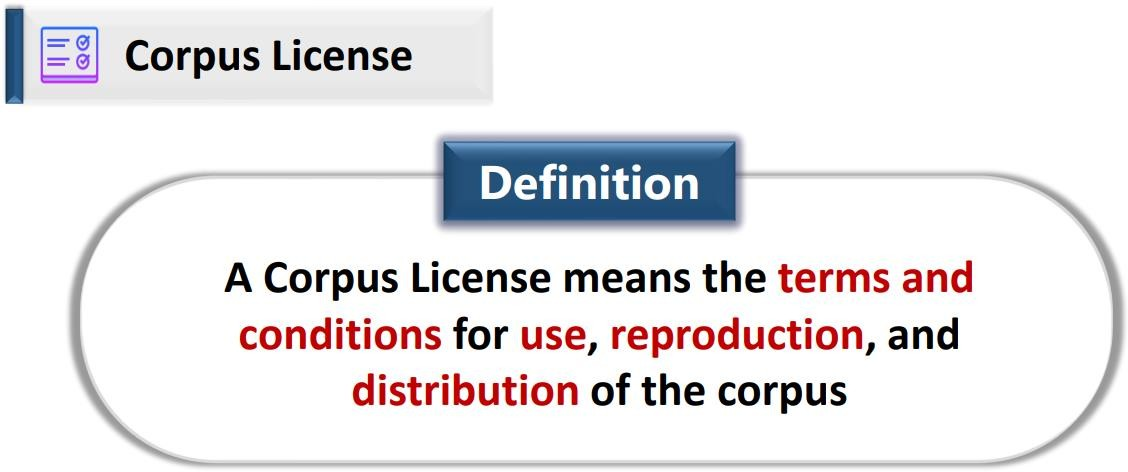 Corpus License
Definition
A Corpus License means the terms and
conditions for use, reproduction, and
distribution of the corpus